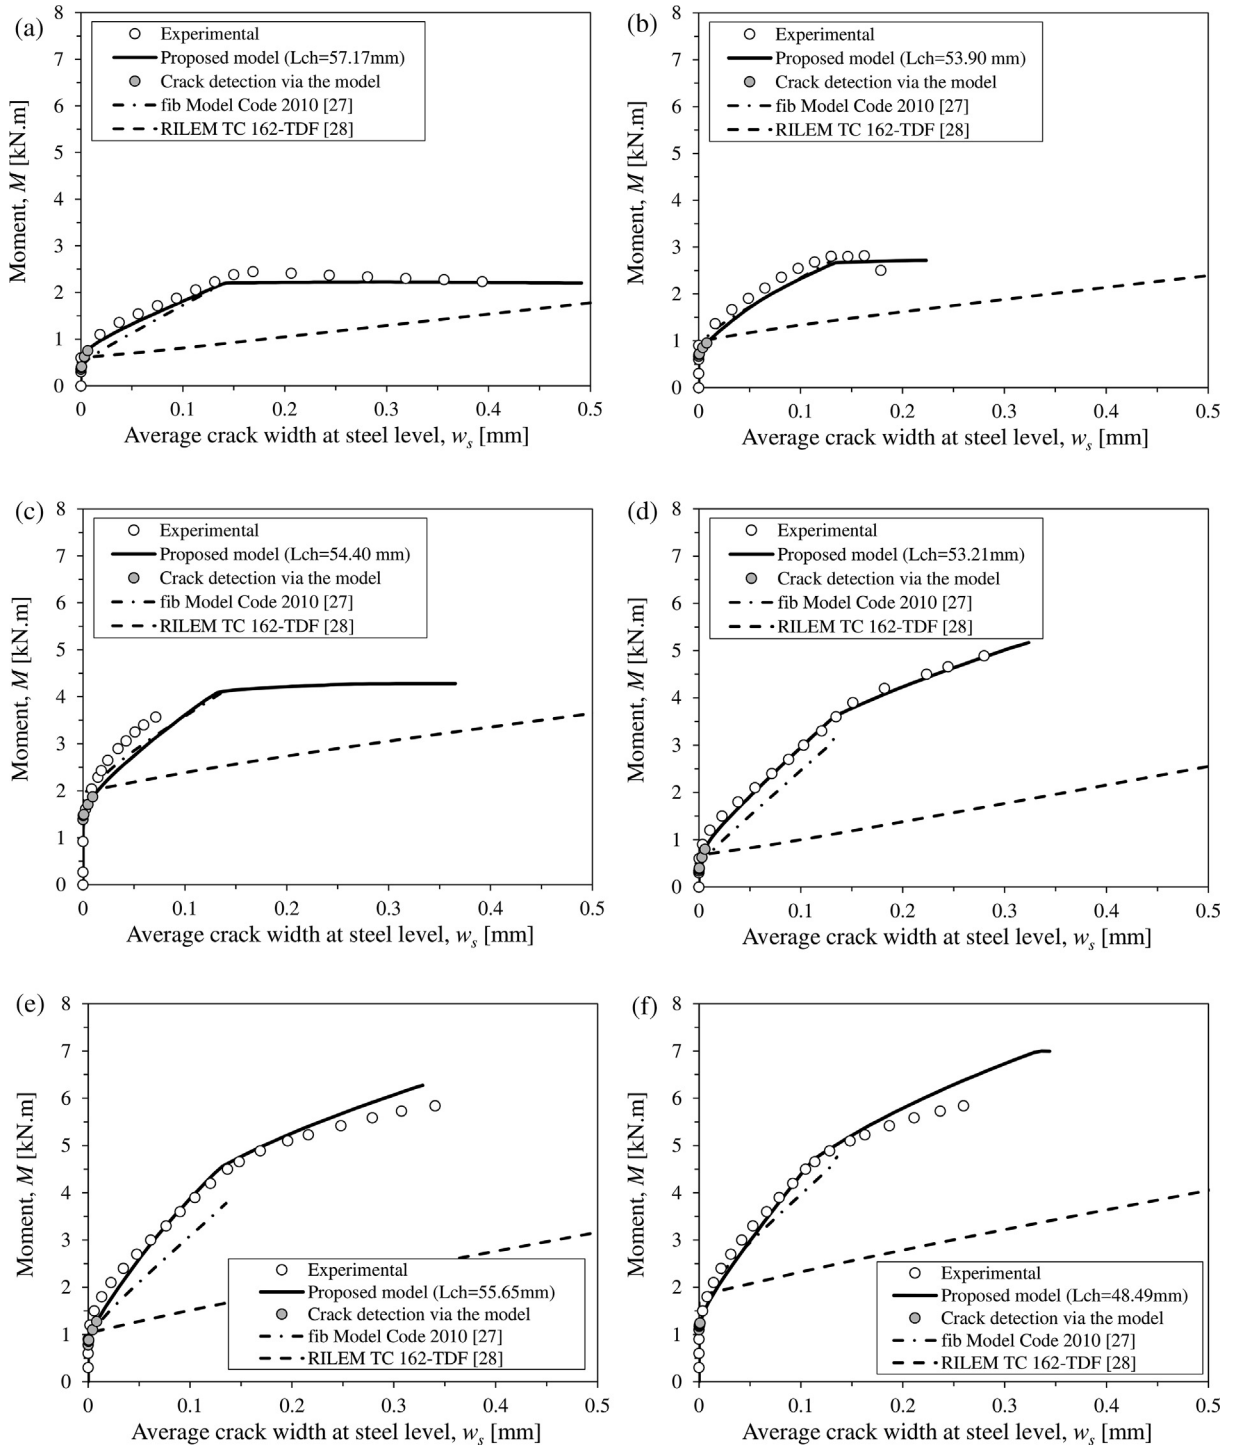 (a)
Experimental
Proposed model (Lch=57.17mm)
Crack detection via the model
fib Model Code 2010 [27]
RILEM TC 162-TDF [28]
8
7
6
5
4
3
2
1
0
Moment, M [kN.m]
0 0.1 0.2 0.3 0.4 0.5
Average crack width at steel level, ws [mm]
(b)
Experimental
Proposed model (Lch=53.90 mm)
Crack detection via the model
fib Model Code 2010 [27]
RILEM TC 162-TDF [28]
8
7
6
5
4
3
2
1
0
Moment, M [kN.m]
0 0.1 0.2 0.3 0.4 0.5
Average crack width at steel level, ws [mm]
(c)
Experimental
Proposed model (Lch=54.40 mm)
Crack detection via the model
fib Model Code 2010 [27]
RILEM TC 162-TDF [28]
8
7
6
5
4
3
2
1
0
Moment, M [kN.m]
0 0.1 0.2 0.3 0.4 0.5
Average crack width at steel level, ws [mm]
(d)
Experimental
Proposed model (Lch=53.21mm)
Crack detection via the model
fib Model Code 2010 [27]
RILEM TC 162-TDF [28]
8
7
6
5
4
3
2
1
0
Moment, M [kN.m]
0 0.1 0.2 0.3 0.4 0.5
Average crack width at steel level, ws [mm]
(e)
8
7
6
5
4
3
2
1
0
Moment, M [kN.m]
Experimental
Proposed model (Lch=55.65mm)
Crack detection via the model
fib Model Code 2010 [27]
RILEM TC 162-TDF [28]
0 0.1 0.2 0.3 0.4 0.5
Average crack width at steel level, ws [mm]
(f)
8
7
6
5
4
3
2
1
0
Moment, M [kN.m]
Experimental
Proposed model (Lch=48.49mm)
Crack detection via the model
fib Model Code 2010 [27]
RILEM TC 162-TDF [28]
0 0.1 0.2 0.3 0.4 0.5
Average crack width at steel level, ws [mm]